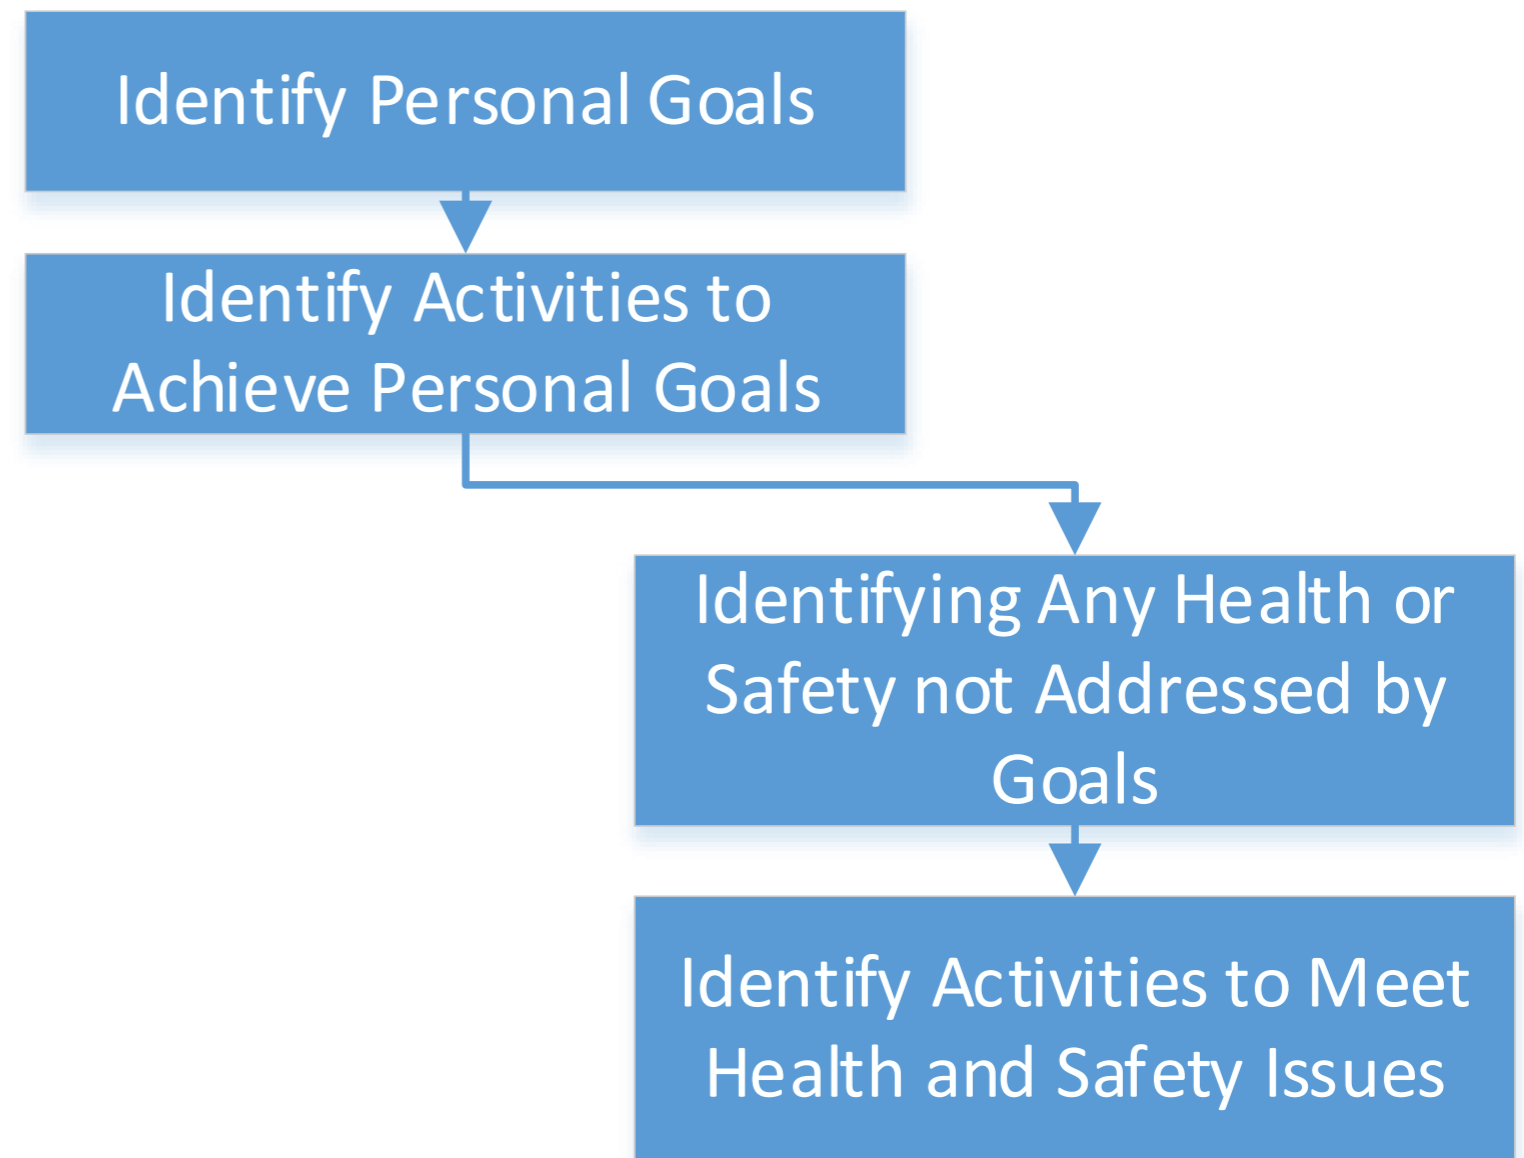 Identify Personal Goals
Identify Activities to
Achieve Personal Goals
Identifying Any Health or
Safety not Addressed by
Goals
Identify Activities to Meet
Health and Safety Issues